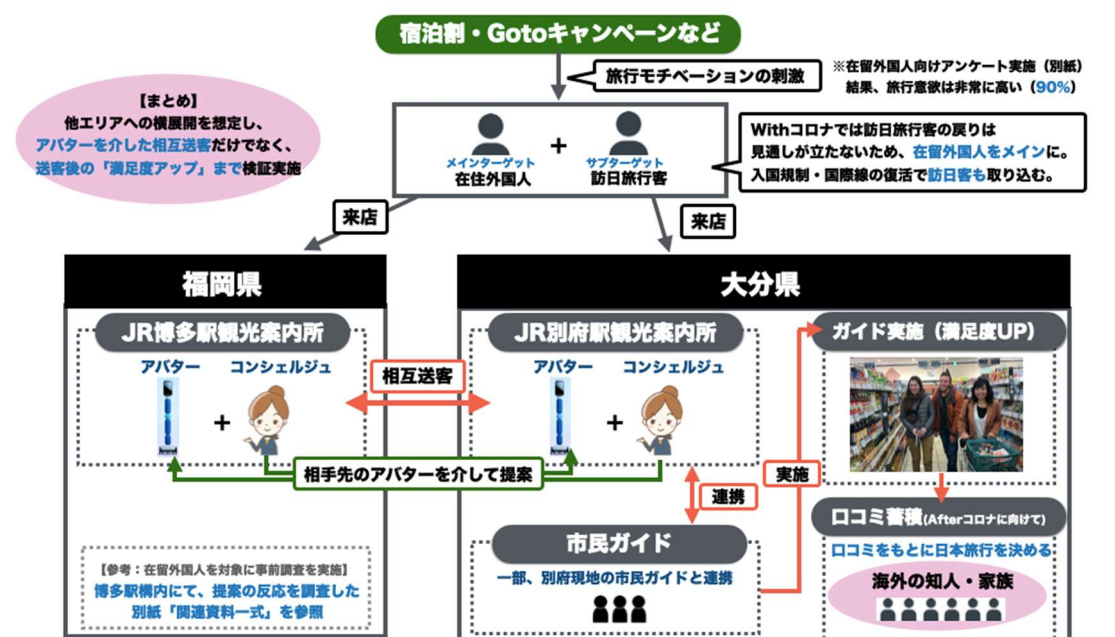 宿泊割・Gotoキャンペーンなど
旅行モチベーションの刺激
※在留外国人向けアンケート実施（別紙）
結果、旅行意欲は非常に高い（90%）
【まとめ】
他エリアへの横展開を想定し、
アバターを介した相互送客だけでなく、
送客後の「満足度アップ」まで検証実施
メインターゲット
在住外国人
+
サブターゲット
訪日旅行客
Withコロナでは訪日旅行客の戻りは
見通しが立たないため、在留外国人をメインに。
入国規制・国際線の復活で訪日客も取り込む。
来店
来店
福岡県
JR博多駅観光案内所
アバター
コンシェルジュ
+
相互送客
大分県
JR別府駅観光案内所
アバター
コンシェルジュ
+
ガイド実施（満足度UP）
相手先のアバターを介して提案
連携
実施
市民ガイド
一部、別府現地の市民ガイドと連携
口コミ蓄積(Afterコロナに向けて)
口コミをもとに日本旅行を決める
海外の知人・家族
【参考：在留外国人を対象に事前調査を実施】
博多駅構内にて、提案の反応を調査した
別紙「関連資料一式」を参照